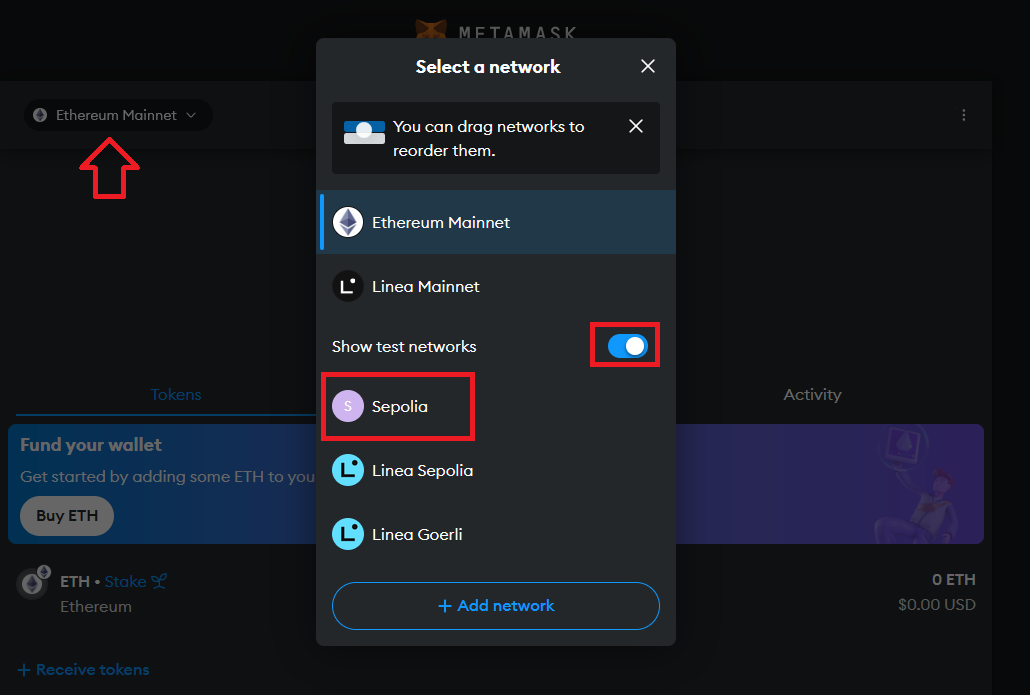 METAMASK
Select a network
Ethereum Mainnet
You can drag networks to
reorder them.
Ethereum Mainnet
Linea Mainnet
Show test networks
S
Sepolia
Linea Sepolia
Linea Goerli
+ Add network
Tokens
Activity
Fund your wallet
Get started by adding some ETH to you
Buy ETH
ETH • Stake
Ethereum
0 ETH
$0.00 USD
+ Receive tokens